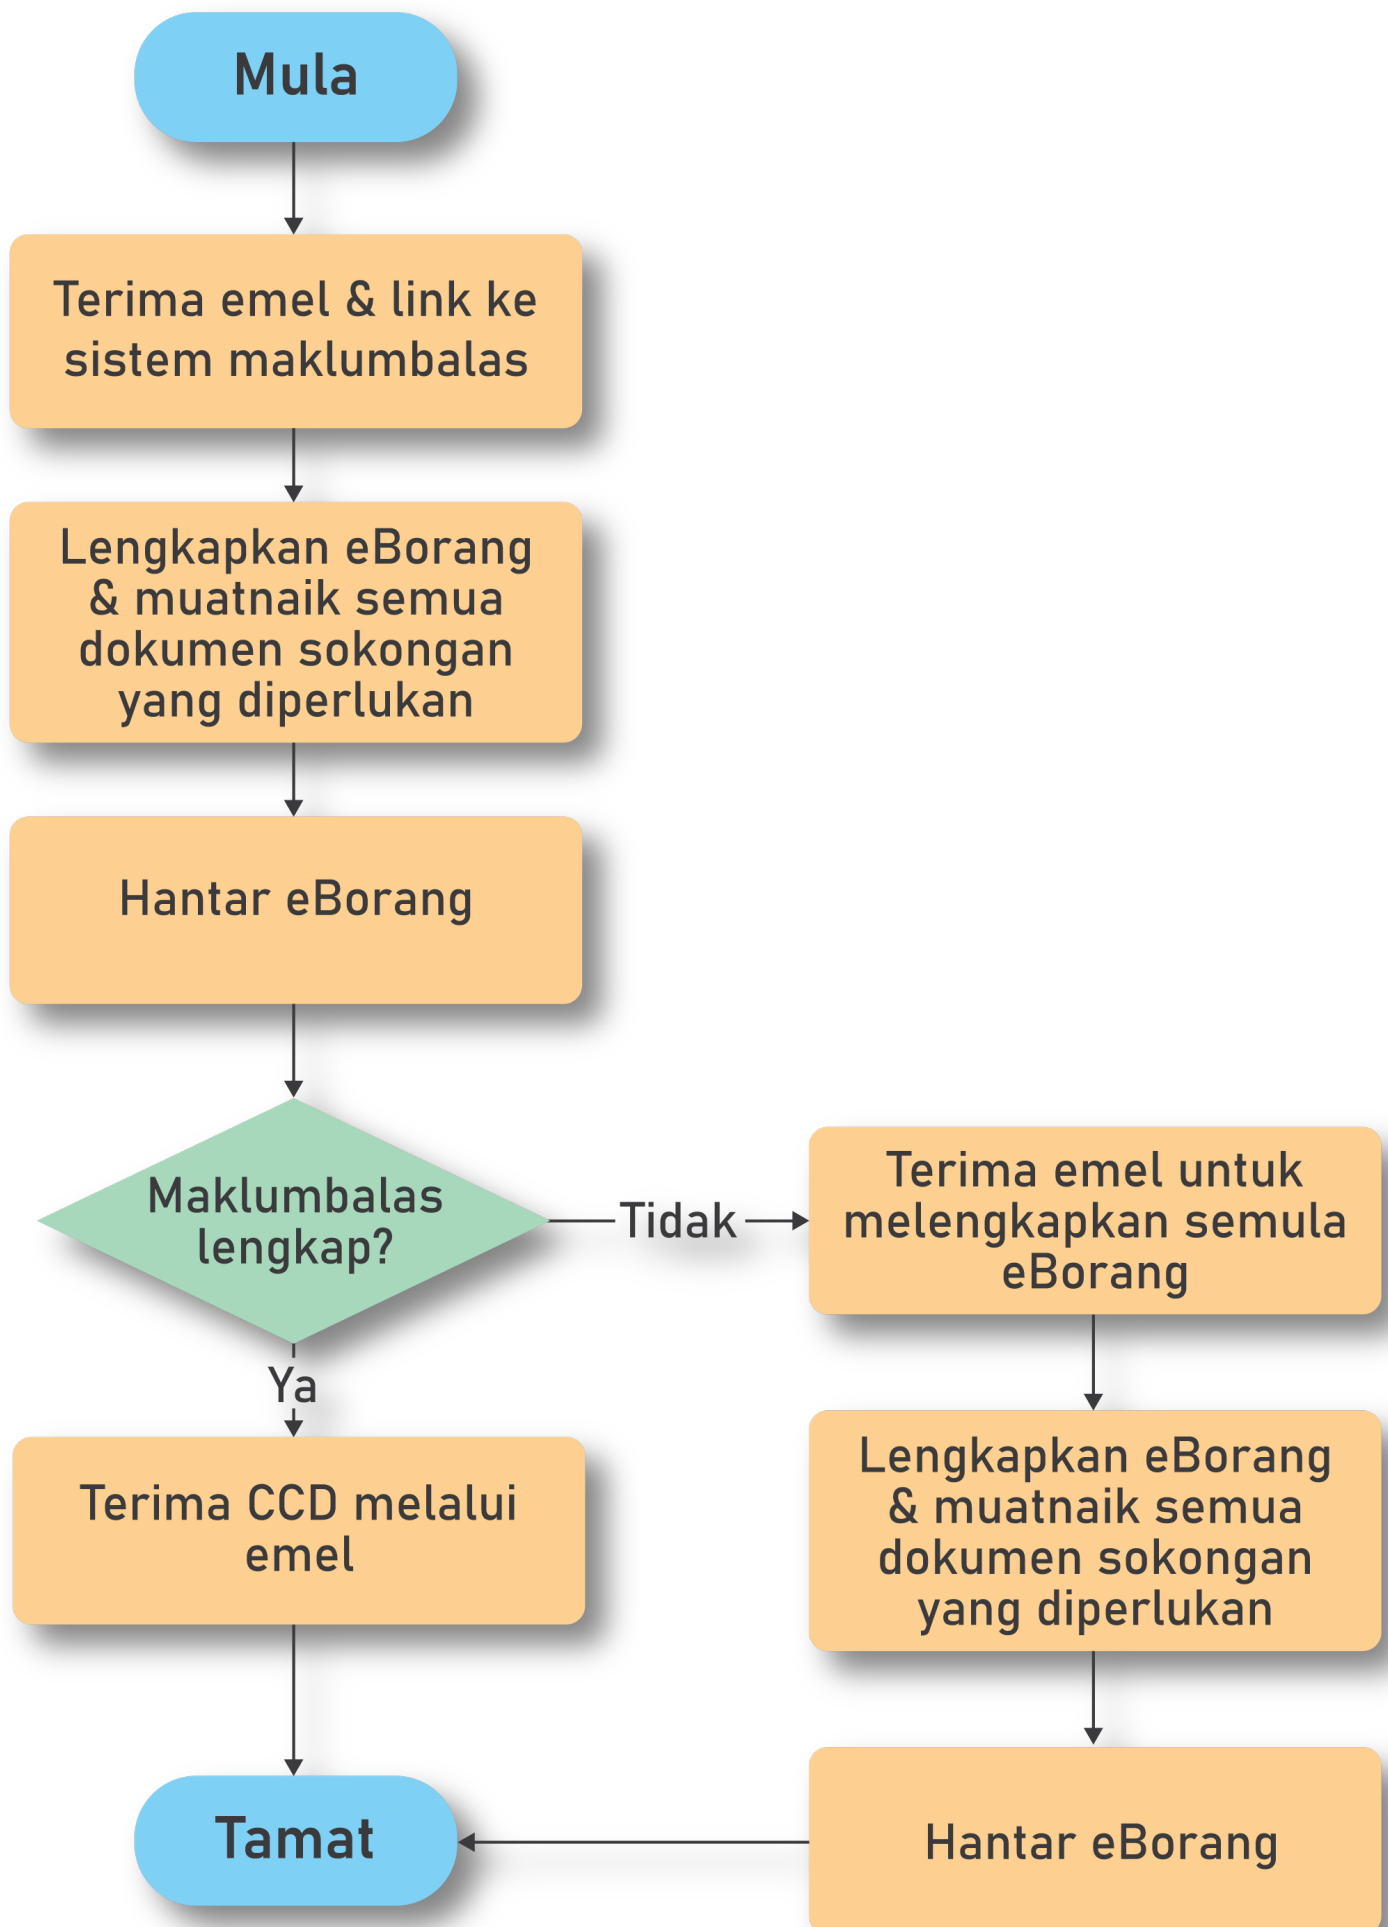 Mula
Terima emel & link ke
sistem maklumbalas
Lengkapkan eBorang
& muatnaik semua
dokumen sokongan
yang diperlukan
Hantar eBorang
Maklumbalas
lengkap?
Tidak
Terima emel untuk
melengkapkan semula
eBorang
Ya
Terima CCD melalui
emel
Lengkapkan eBorang
& muatnaik semua
dokumen sokongan
yang diperlukan
Hantar eBorang
Tamat